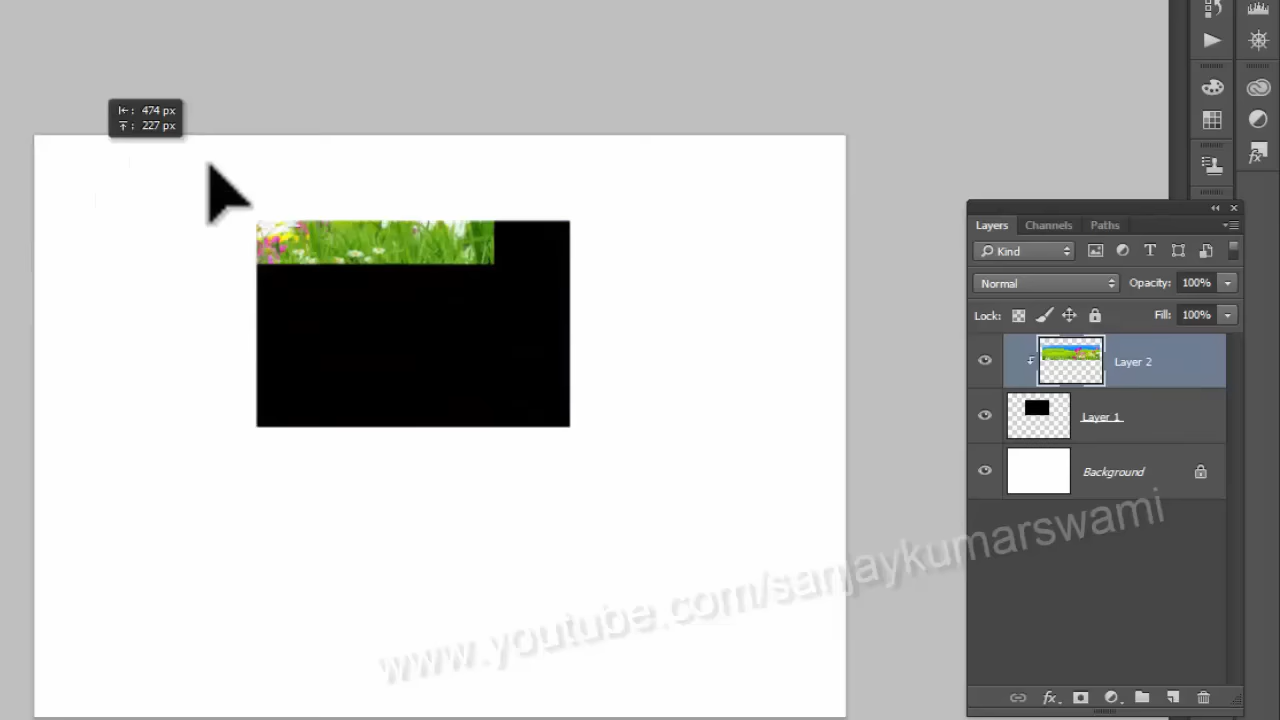 474 px
227 px
Layers Channels Paths
Kind
Normal Opacity: 100%
Lock: Fill: 100%
Layer 2
Layer 1
Background
www.youtube.com/sanjaykumarswami